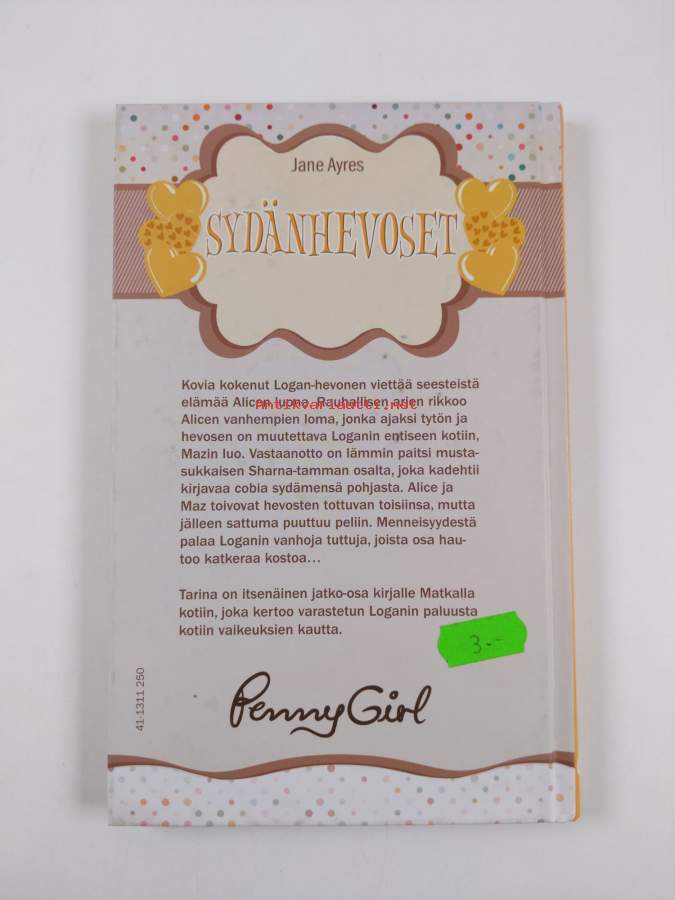 Jane Ayres
SYDÄNHEVOSET
Kovia kokenut Logan-hevonen viettää seesteistä
elämää Alicen luona. Rauhallisen arjen rikkoo
Antikvariaatti.net
Alicen vanhempien loma, jonka ajaksi tytön ja
hevosen on muutettava Loganin entiseen kotiin,
Mazin luo. Vastaanotto on lämmin paitsi musta-
sukkaisen Sharna-tamman osalta, joka kadehtii
kirjavaa cobia sydämensä pohjasta. Alice ja
Maz toivovat hevosten tottuvan toisiinsa, mutta
jälleen sattuma puuttuu peliin. Menneisyydestä
palaa Loganin vanhoja tuttuja, joista osa hau-
too katkeraa kostoa...
Tarina on itsenäinen jatko-osa kirjalle Matkalla
kotiin, joka kertoo varastetun Loganin paluusta
kotiin vaikeuksien kautta.
3.--
41-1311 250
PennyGirl